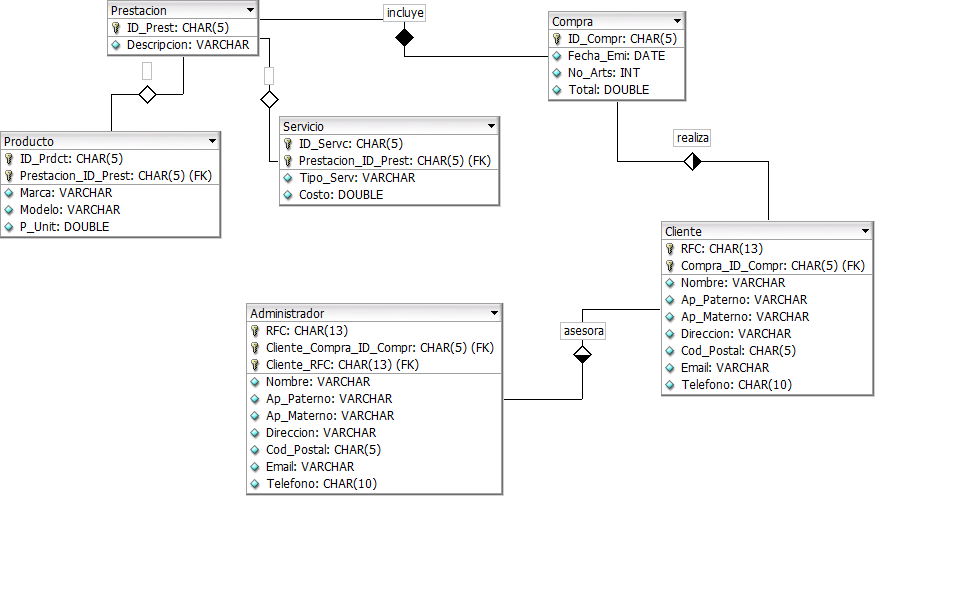 Prestacion
ID_Prest: CHAR(5)
Descripcion: VARCHAR
incluye
Compra
ID_Compr: CHAR(5)
Fecha_Emi: DATE
No_Arts: INT
Total: DOUBLE
Producto
ID_Prdct: CHAR(5)
Prestacion_ID_Prest: CHAR(5) (FK)
Marca: VARCHAR
Modelo: VARCHAR
P_Unit: DOUBLE
Servicio
ID_Servc: CHAR(5)
Prestacion_ID_Prest: CHAR(5) (FK)
Tipo_Serv: VARCHAR
Costo: DOUBLE
realiza
Cliente
RFC: CHAR(13)
Compra_ID_Compr: CHAR(5) (FK)
Nombre: VARCHAR
Ap_Paterno: VARCHAR
Ap_Materno: VARCHAR
Direccion: VARCHAR
Cod_Postal: CHAR(5)
Email: VARCHAR
Telefono: CHAR(10)
asesora
Administrador
RFC: CHAR(13)
Cliente_Compra_ID_Compr: CHAR(5) (FK)
Cliente_RFC: CHAR(13) (FK)
Nombre: VARCHAR
Ap_Paterno: VARCHAR
Ap_Materno: VARCHAR
Direccion: VARCHAR
Cod_Postal: CHAR(5)
Email: VARCHAR
Telefono: CHAR(10)